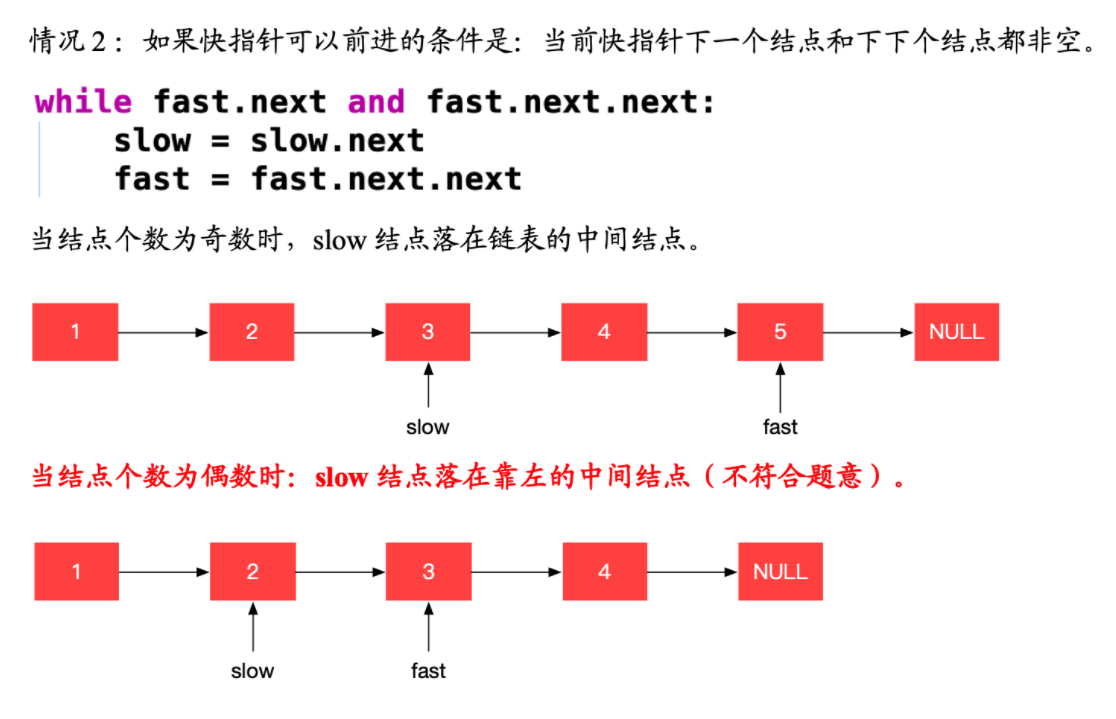 情况 2： 如果快指针可以前进的条件是：当前快指针下一个结点和下下个结点都非空。
while fast.next and fast.next.next:
    slow = slow.next
    fast = fast.next.next
当结点个数为奇数时，slow 结点落在链表的中间结点。
1 2 3 4 5 NULL
slow fast
当结点个数为偶数时：slow 结点落在靠左的中间结点（不符合题意）。
1 2 3 4 NULL
slow fast